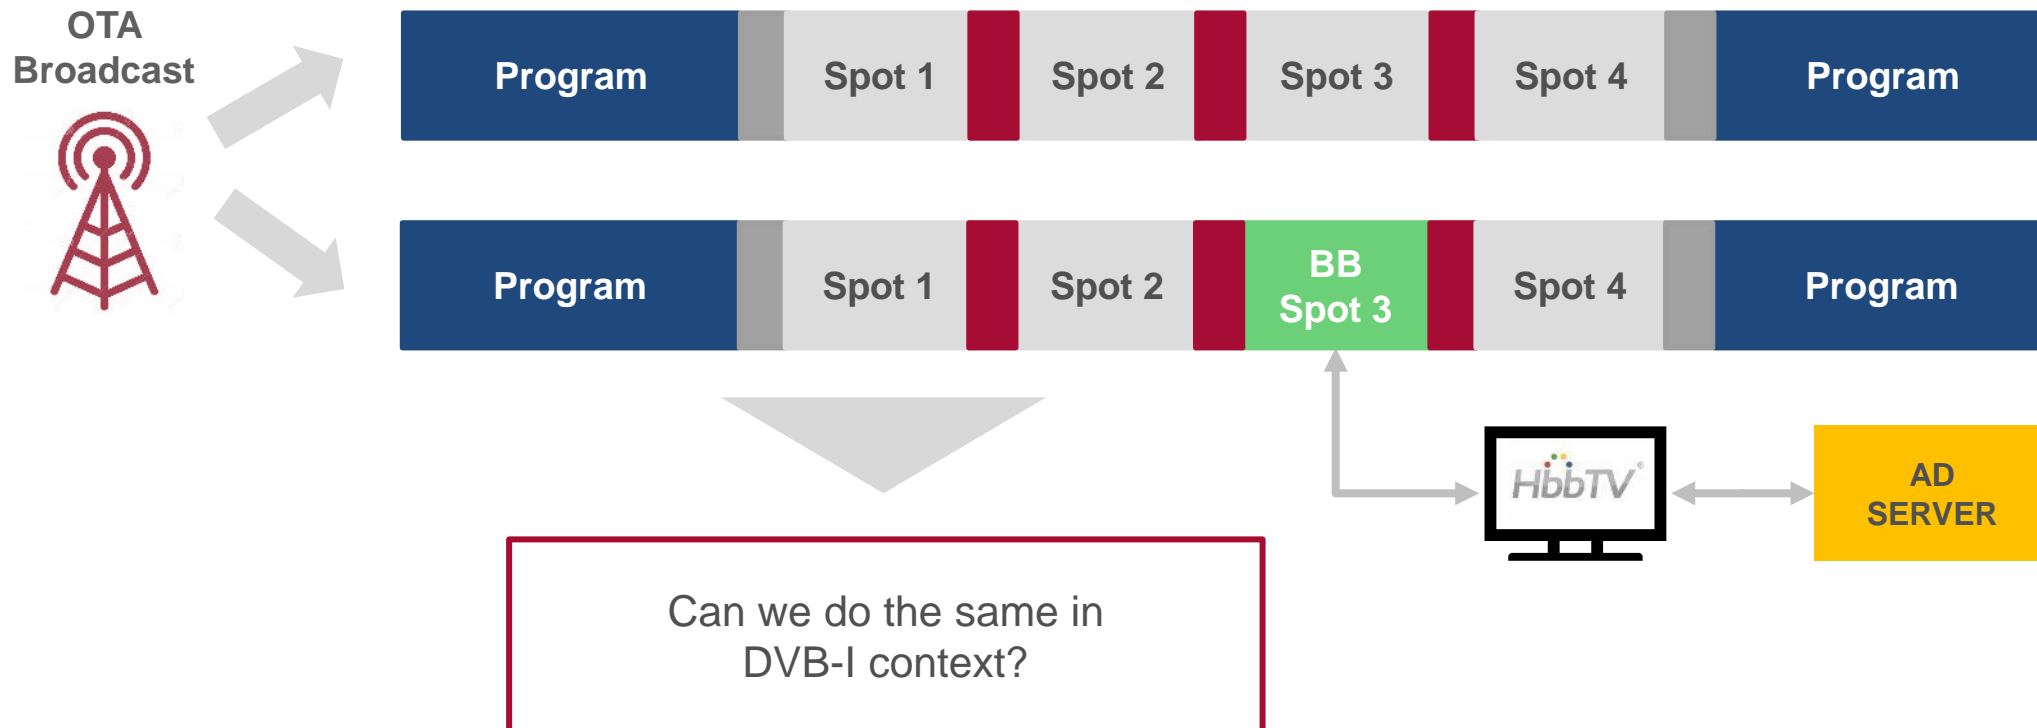 OTA
Broadcast
Program
Spot 1
Spot 2
Spot 3
Spot 4
Program
Program
Spot 1
Spot 2
BB
Spot 3
Spot 4
Program
HbbTV®
AD
SERVER
Can we do the same in
DVB-I context?